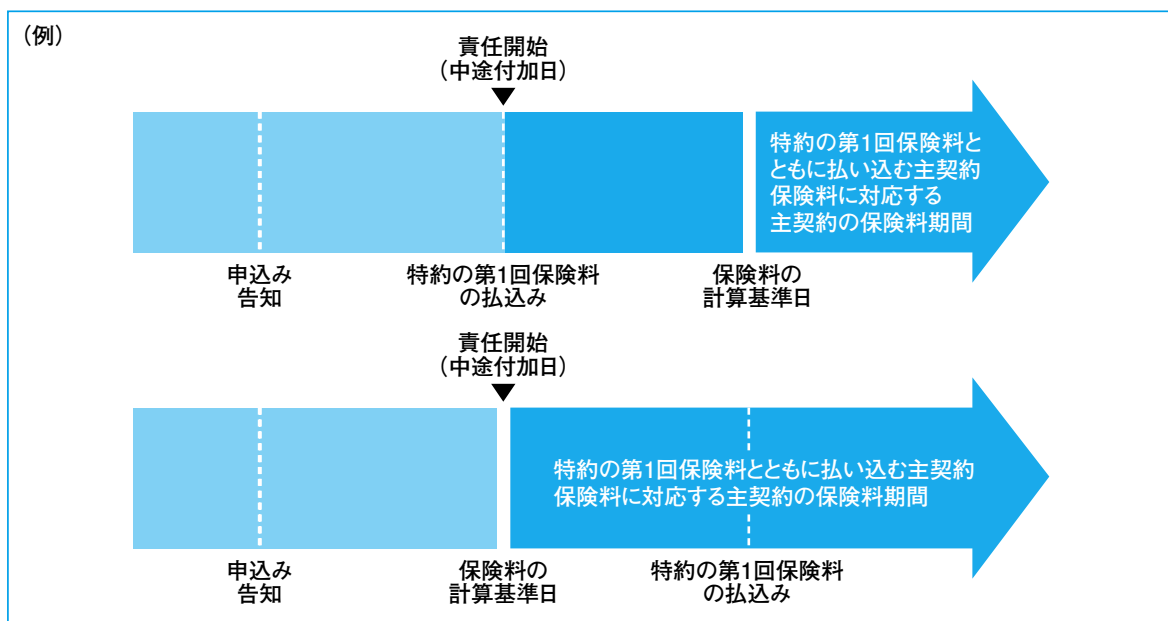 （例）
責任開始
（中途付加日）
特約の第1回保険料と
ともに払い込む主契約
保険料に対応する
主契約の保険料期間
申込み
告知
特約の第1回保険料
の払込み
保険料の
計算基準日
責任開始
（中途付加日）
特約の第1回保険料とともに払い込む主契約
保険料に対応する主契約の保険料期間
申込み
告知
保険料の
計算基準日
特約の第1回保険料
の払込み